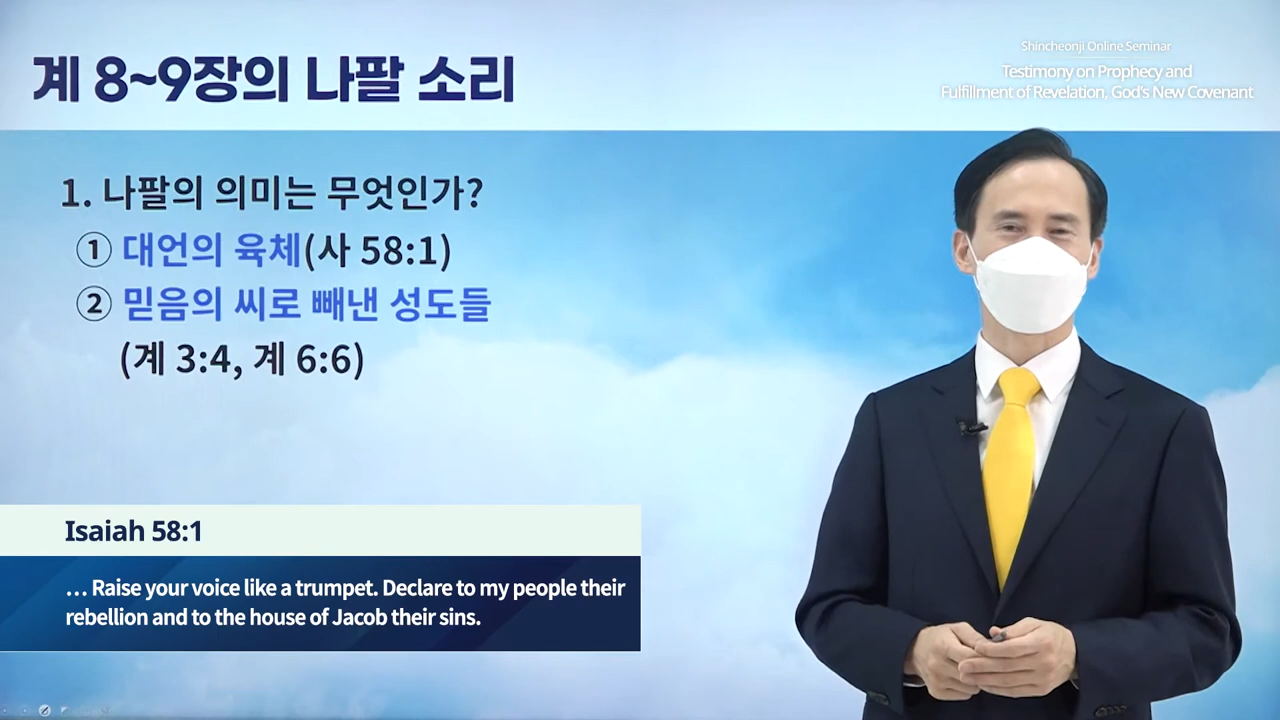 계 8~9장의 나팔 소리
Shincheonji Online Seminar
Testimony on Prophecy and
Fulfillment of Revelation, God's New Covenant
1. 나팔의 의미는 무엇인가?
① 대언의 육체(사 58:1)
② 믿음의 씨로 빼낸 성도들
(계 3:4, 계 6:6)
Isaiah 58:1
… Raise your voice like a trumpet. Declare to my people their
rebellion and to the house of Jacob their sins.